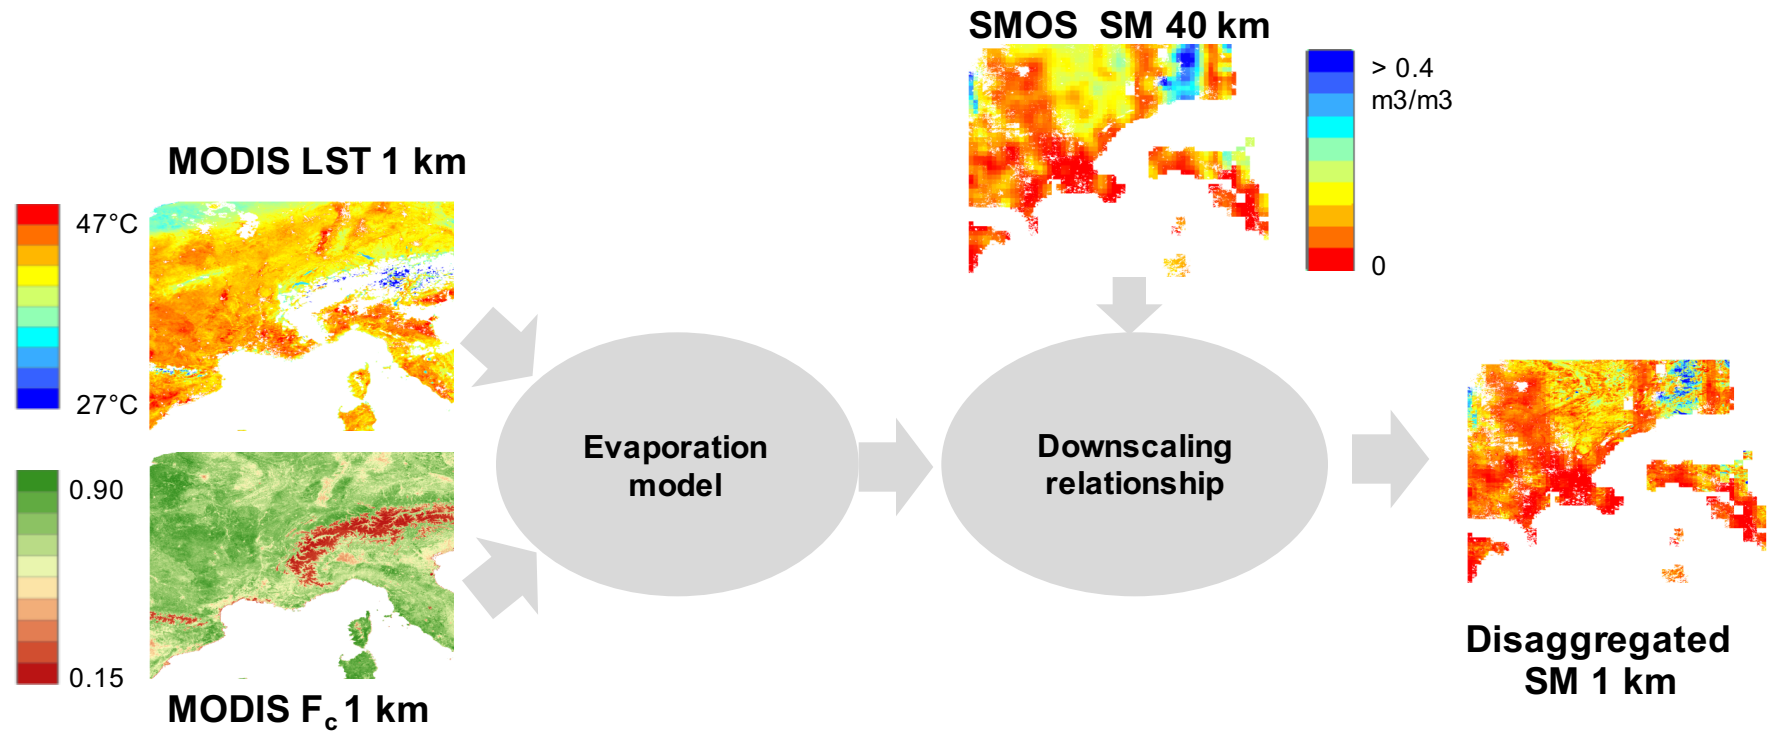 SMOS SM 40 km
> 0.4
m3/m3
0
MODIS LST 1 km
47°C
27°C
Evaporation
model
Downscaling
relationship
0.90
0.15
MODIS Fc 1 km
Disaggregated
SM 1 km